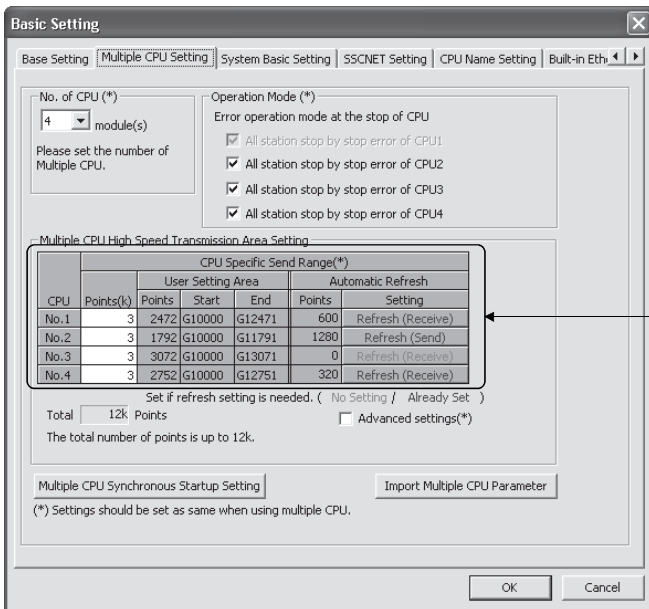 Basic Setting
Base Setting Multiple CPU Setting System Basic Setting SSCNET Setting CPU Name Setting Built-in Eth
No. of CPU (*)
4 module(s)
Please set the number of
Multiple CPU.
Operation Mode (*)
Error operation mode at the stop of CPU
All station stop by stop error of CPU1
All station stop by stop error of CPU2
All station stop by stop error of CPU3
All station stop by stop error of CPU4
Multiple CPU High Speed Transmission Area Setting
CPU Specific Send Range(*)
User Setting Area Automatic Refresh
CPU Points(k) Points Start End Points Setting
No.1 3 2472 G10000 G12471 600 Refresh (Receive)
No.2 3 1792 G10000 G11791 1280 Refresh (Send)
No.3 3 3072 G10000 G13071 0 Refresh (Receive)
No.4 3 2752 G10000 G12751 320 Refresh (Receive)
Set if refresh setting is needed. ( No Setting / Already Set )
Total 12k Points
Advanced settings(*)
The total number of points is up to 12k.
Multiple CPU Synchronous Startup Setting Import Multiple CPU Parameter
(*) Settings should be set as same when using multiple CPU.
OK Cancel